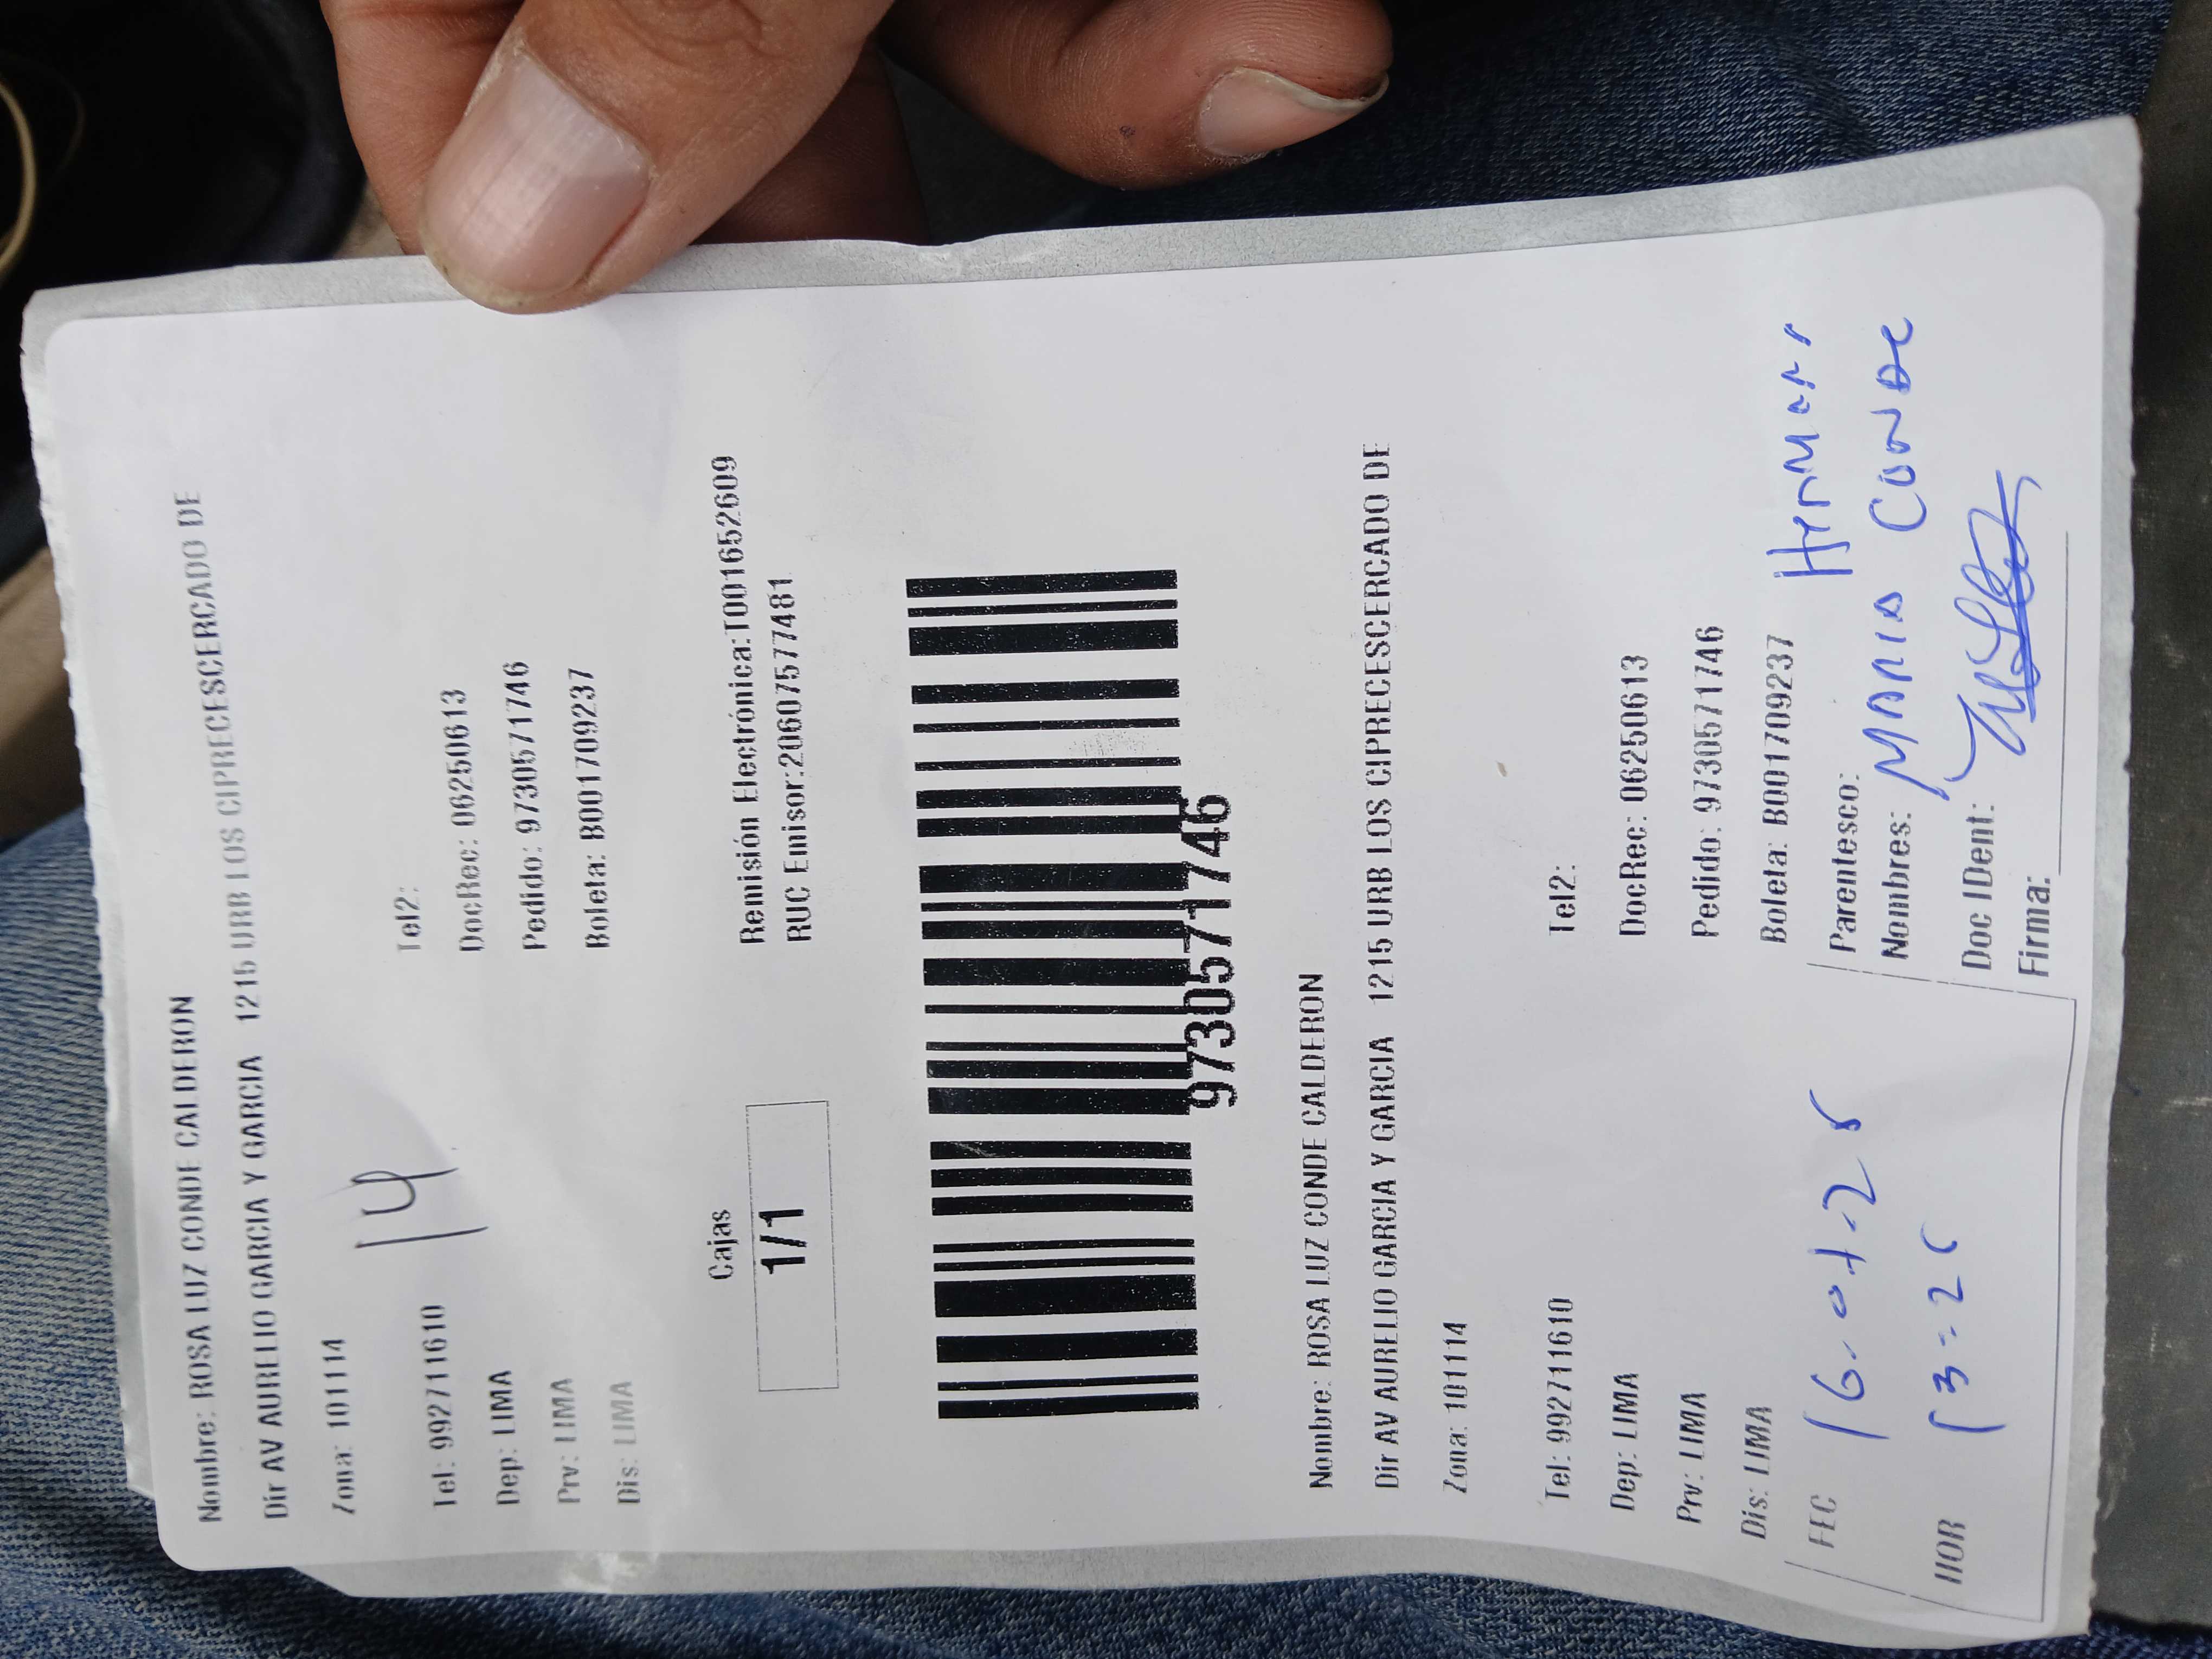 Nombre: ROSA LUZ CONDE CALDERON
Dir AV AURELIO GARCIA Y GARCIA 1215 URB LOS CIPRECESCERCADO DE
Zona: 101114
14
Tel: 992711610 Tel2:
Dep: LIMA DocRec: 06250613
Prv: LIMA Pedido: 97305717​46
Dis: LIMA Boleta: B001709237
Cajas
1/1
Remisión Electrónica:T001652609
RUC Emisor:20607577481
9730571746
Nombre: ROSA LUZ CONDE CALDERON
Dir AV AURELIO GARCIA Y GARCIA 1215 URB LOS CIPRECESCERCADO DE
Zona: 101114
Tel: 992711610 Tel2:
Dep: LIMA DocRec: 06250613
Prv: LIMA Pedido: 9730571746
Dis: LIMA Boleta: B001709237
FEC
Parentesco:
Nombres: MARIA CONDE
HOR
Doc IDent:
Firma: